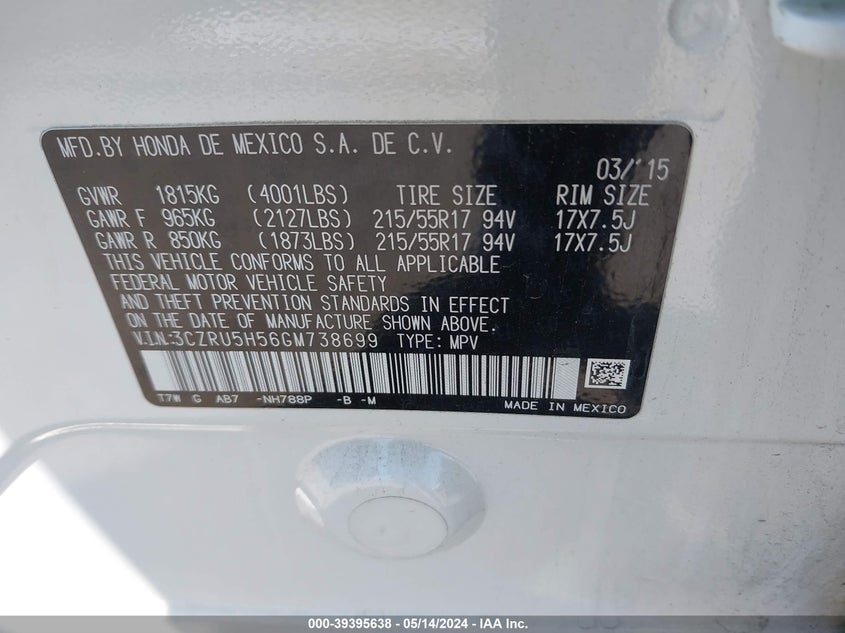 MFD.BY HONDA DE MEXICO S.A. DE C.V.
03/'15
GVWR 1815KG (4001LBS) TIRE SIZE RIM SIZE
GAWR F 965KG (2127LBS) 215/55R17 94V 17X7.5J
GAWR R 850KG (1873LBS) 215/55R17 94V 17X7.5J
THIS VEHICLE CONFORMS TO ALL APPLICABLE
FEDERAL MOTOR VEHICLE SAFETY
AND THEFT PREVENTION STANDARDS IN EFFECT
ON THE DATE OF MANUFACTURE SHOWN ABOVE.
V.I.N.:3CZRU5H56GM738699 TYPE: MPV
T7W G AB7 -NH788P -B -M
MADE IN MEXICO
000-39395638 - 05/14/2024 - IAA Inc.